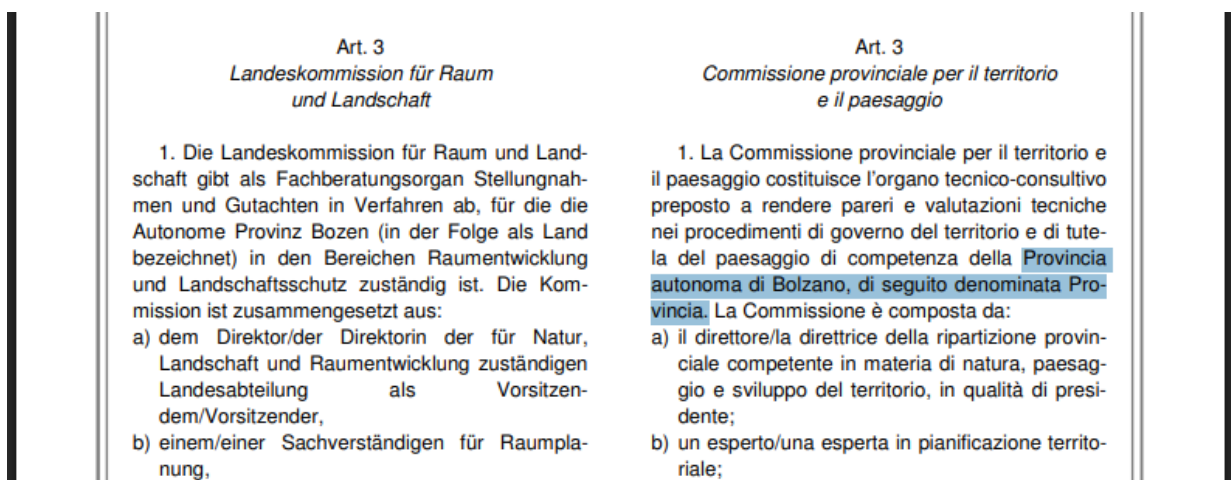 Art. 3
Landeskommission für Raum
und Landschaft
1. Die Landeskommission für Raum und Land-
schaft gibt als Fachberatungsorgan Stellungnah-
men und Gutachten in Verfahren ab, für die die
Autonome Provinz Bozen (in der Folge als Land
bezeichnet) in den Bereichen Raumentwicklung
und Landschaftsschutz zuständig ist. Die Kom-
mission ist zusammengesetzt aus:
a) dem Direktor/der Direktorin der für Natur,
Landschaft und Raumentwicklung zuständigen
Landesabteilung als Vorsitzen-
dem/Vorsitzender,
b) einem/einer Sachverständigen für Raumpla-
nung,
Art. 3
Commissione provinciale per il territorio
e il paesaggio
1. La Commissione provinciale per il territorio e
il paesaggio costituisce l'organo tecnico-consultivo
preposto a rendere pareri e valutazioni tecniche
nei procedimenti di governo del territorio e di tute-
la del paesaggio di competenza della Provincia
autonoma di Bolzano, di seguito denominata Pro-
vincia. La Commissione è composta da:
a) il direttore/la direttrice della ripartizione provin-
ciale competente in materia di natura, paesag-
gio e sviluppo del territorio, in qualità di presi-
dente;
b) un esperto/una esperta in pianificazione territo-
riale;